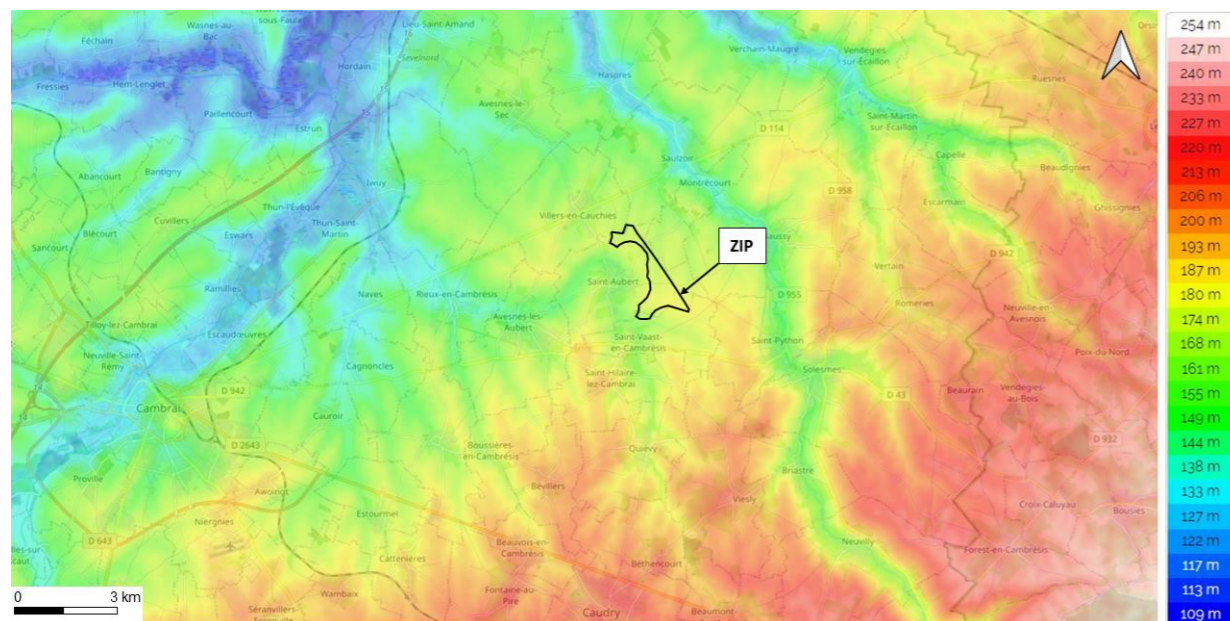 Wasnes-au-
Bac
sous-Faulx
Lieu-Saint-Amand
Féchain
Hordain
Sevelnord
Verchain-Maugré
Vendegies-
sur-Écaillon
Fressies
Hem-Lenglet
Haspres
Ruesnes
Paillencourt
Avesnes-le-
Sec
Estrun
D 114
Saint-Martin-
sur-Écaillon
Saulzoir
Capelle
Abancourt
Bantigny
Iwuy
Montrécourt
Beaudignies
Thun-l'Évêque
D 958
Cuvillers
Villers-en-Cauchies
Escarmain
Ghissignies
Blécourt
Thun-Saint-
Martin
Sancourt
Eswars
ZIP
D 942
Vertain
Saint-Aubert
Ramillies
Naves
Rieux-en-Cambrésis
D 955
Romeries
Neuville-en-
Avesnois
Avesnes-les-
Aubert
Tilloy-lez-Cambrai
Escaudœuvres
Saint-Vaast-
en-Cambrésis
Saint-Python
Neuville-Saint-
Rémy
Poix-du-Nord
Cagnoncles
Saint-Hilaire-
lez-Cambrai
Solesmes
D 942
Beaurain
Vendegies-
au-Bois
D 43
Cambrai
Cauroir
D 932
D 2643
Boussières-
en-Cambrésis
Quiévy
Briastre
Proville
Bévillers
Awoingt
Viesly
Croix-Caluyau
Bousies
Estourmel
Niergnies
D 643
Beauvois-en-
Cambrésis
Neuvilly
Forest-en-Cambrésis
Cattenières
Béthencourt
Wambaix
Fontaine-au-
Pire
Séranvillers-
Caudry
Beaumont-
0
3 km
254 m
247 m
240 m
233 m
227 m
220 m
213 m
206 m
200 m
193 m
187 m
180 m
174 m
168 m
161 m
155 m
149 m
144 m
138 m
133 m
127 m
122 m
117 m
113 m
109 m